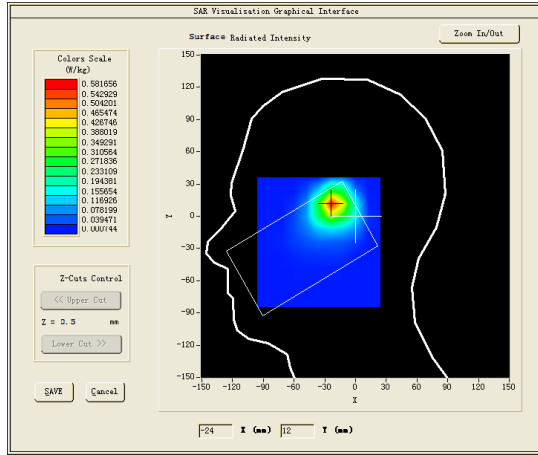 SAR Visualisation Graphical Interface
Surface Radiated Intensity
Zoom In/Out
Colors Scale
(W/kg)
0.581656
0.542929
0.504201
0.465474
0.426746
0.388019
0.349291
0.310564
0.271836
0.233109
0.194381
0.155654
0.116926
0.078199
0.039471
0.000744
150
120
90
60
30
0
-30
-60
-90
-120
-150
Y
-150 -120 -90 -60 -30 0 30 60 90 120 150
X
Z-Cuts Control
<< Upper Cut
Z = 0.5 mm
Lower Cut >>
SAVE Cancel
-24 X (mm) 12 Y (mm)